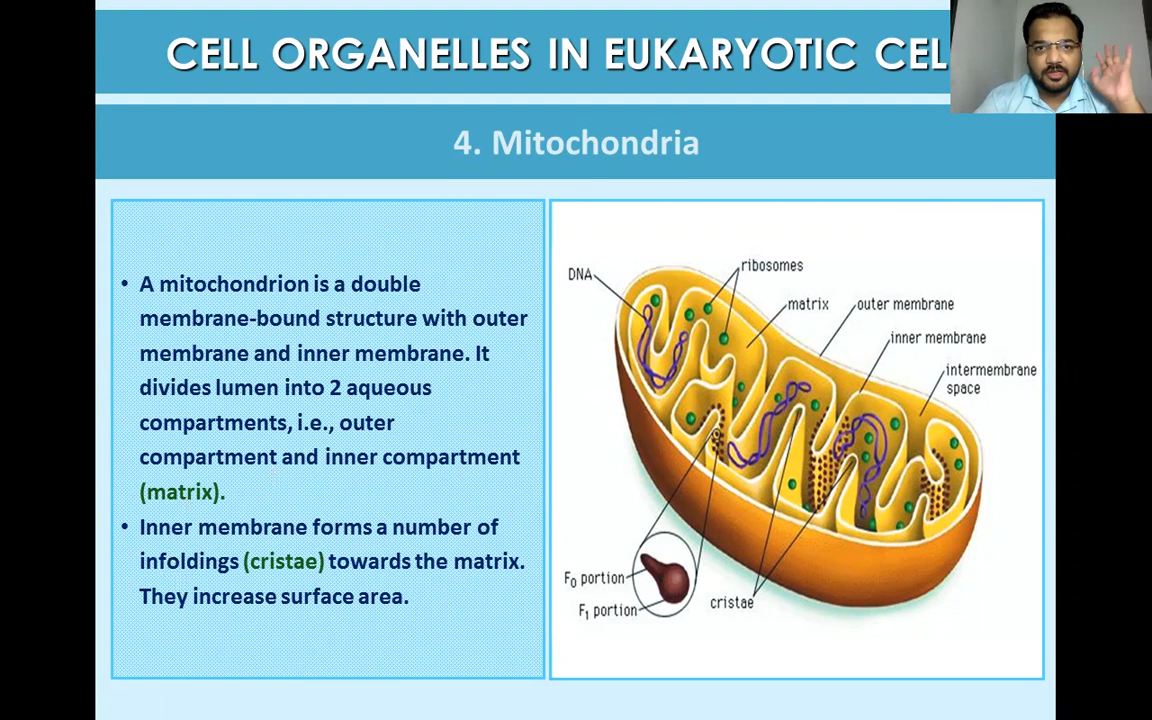 CELL ORGANELLES IN EUKARYOTIC CEL
4. Mitochondria
• A mitochondrion is a double
membrane-bound structure with outer
membrane and inner membrane. It
divides lumen into 2 aqueous
compartments, i.e., outer
compartment and inner compartment
(matrix).
• Inner membrane forms a number of
infoldings (cristae) towards the matrix.
They increase surface area.
DNA
ribosomes
matrix
outer membrane
inner membrane
intermembrane
space
F₀ portion
F₁ portion
cristae